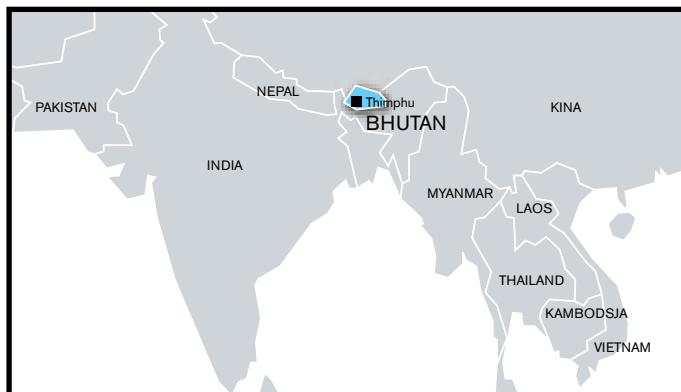 NEPAL
Thimphu
PAKISTAN
KINA
BHUTAN
INDIA
MYANMAR
LAOS
THAILAND
KAMBODSJA
VIETNAM